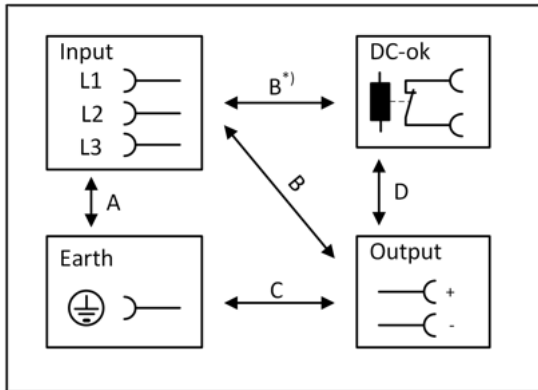 Input
L1
L2
L3
B*)
DC-ok
A
B
D
Earth
C
Output
+
-